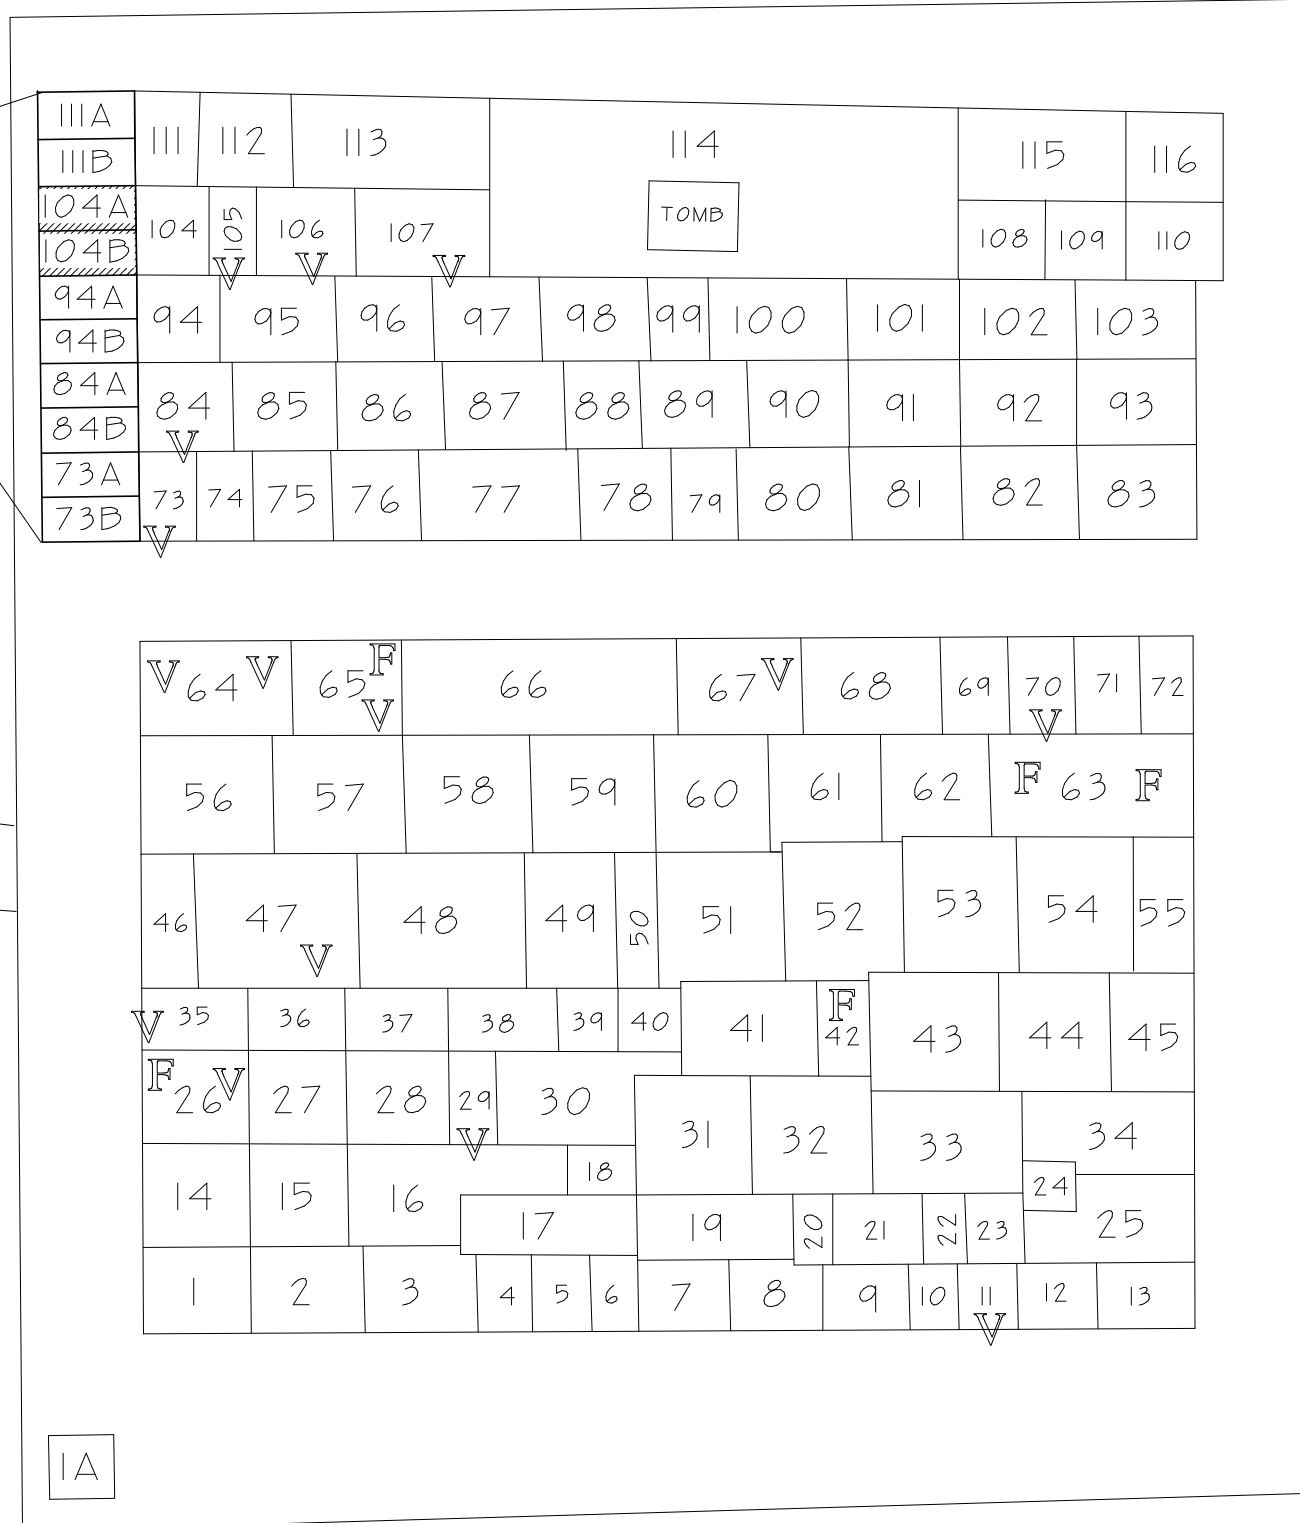 111A 111 112 113 114 115 116
111B
104A 104 105 106 107 TOMB 108 109 110
104B V V V
94A 94 95 96 97 98 99 100 101 102 103
94B
84A 84 85 86 87 88 89 90 91 92 93
84B V
73A 73 74 75 76 77 78 79 80 81 82 83
73B V
V 64 V 65 F V 66 67 V 68 69 70 V 71 72
56 57 58 59 60 61 62 F 63 F
46 47 V 48 49 50 51 52 53 54 55
V 35 36 37 38 39 40 41 F 42 43 44 45
F 26 V 27 28 29 V 30 31 32 33 34
14 15 16 17 18 19 20 21 22 23 24 25
1 2 3 4 5 6 7 8 9 10 11 V 12 13
1A